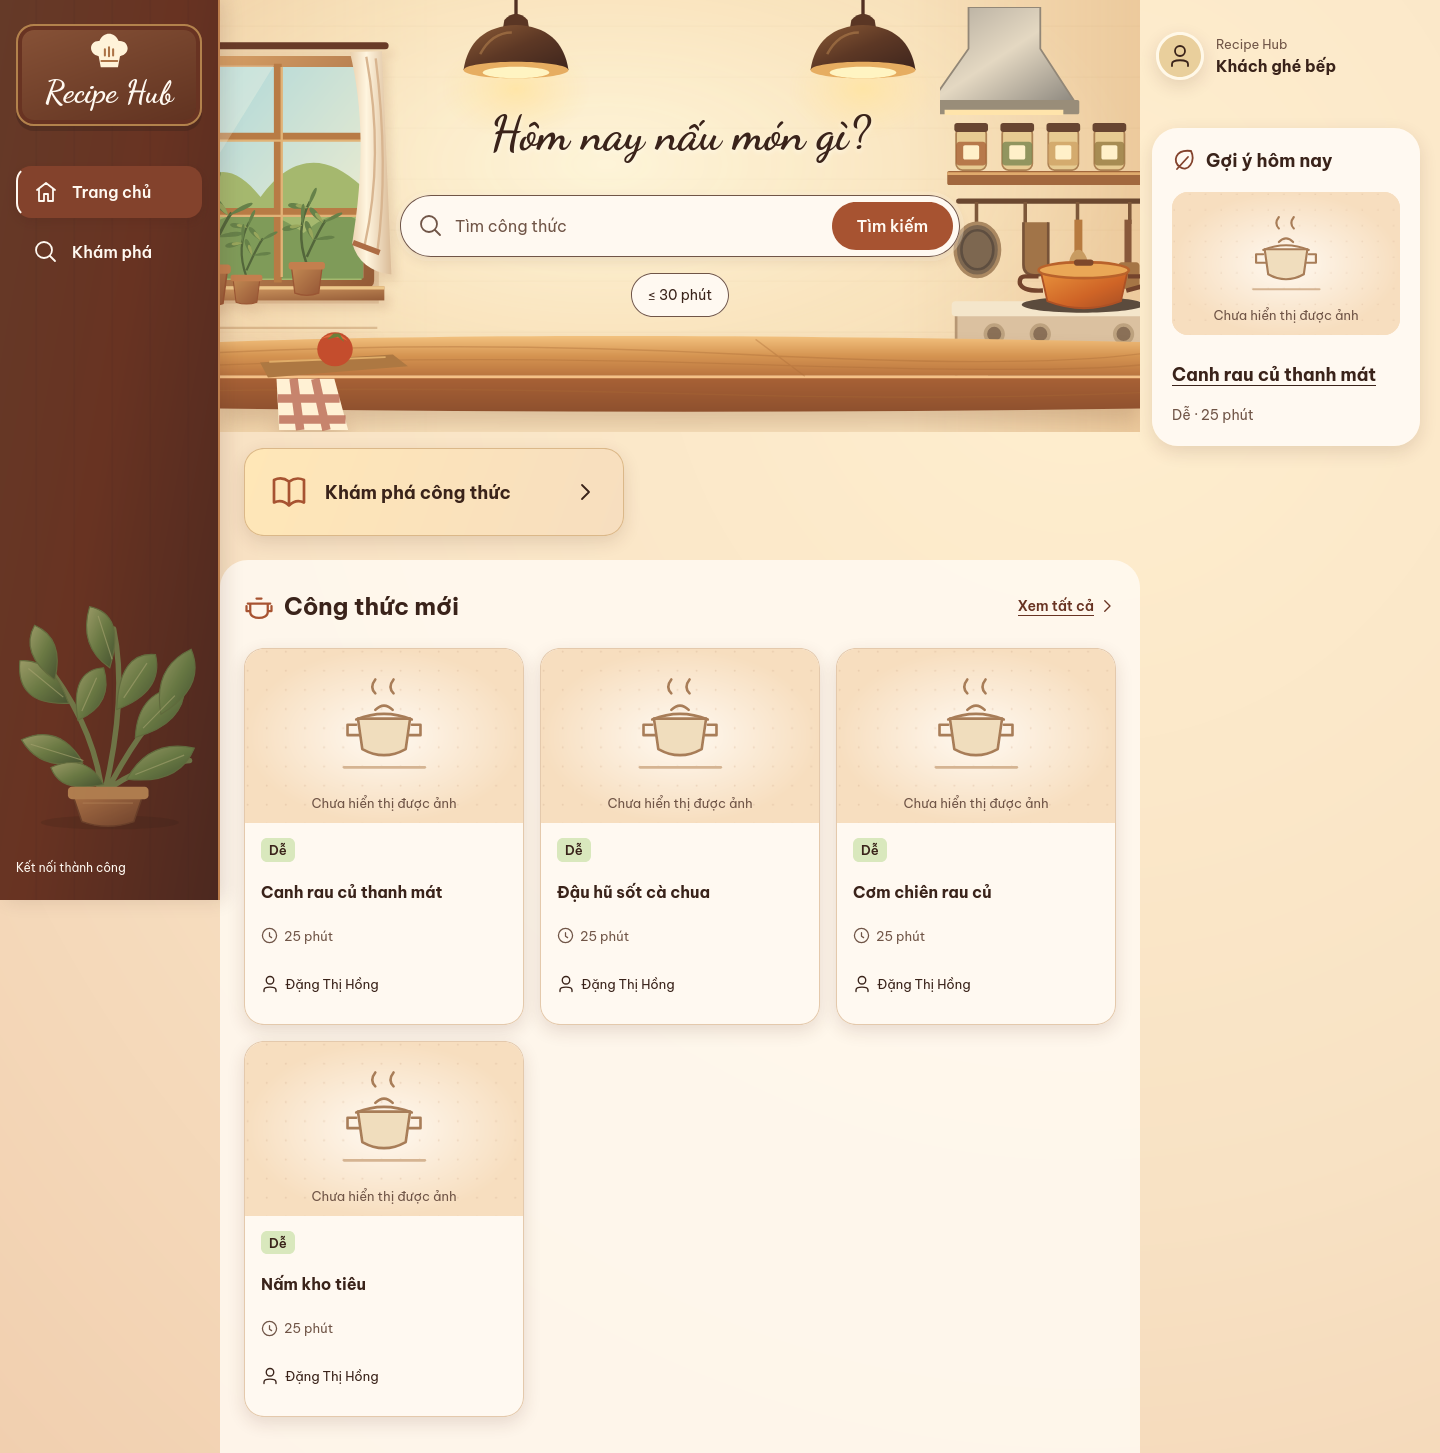 Recipe Hub
Trang chủ
Khám phá
Kết nối thành công
Hôm nay nấu món gì?
Tìm công thức
Tìm kiếm
≤ 30 phút
Khám phá công thức
Công thức mới
Xem tất cả
Chưa hiển thị được ảnh
Dễ
Canh rau củ thanh mát
25 phút
Đặng Thị Hồng
Chưa hiển thị được ảnh
Dễ
Đậu hũ sốt cà chua
25 phút
Đặng Thị Hồng
Chưa hiển thị được ảnh
Dễ
Cơm chiên rau củ
25 phút
Đặng Thị Hồng
Chưa hiển thị được ảnh
Dễ
Nấm kho tiêu
25 phút
Đặng Thị Hồng
Recipe Hub
Khách ghé bếp
Gợi ý hôm nay
Chưa hiển thị được ảnh
Canh rau củ thanh mát
Dễ · 25 phút